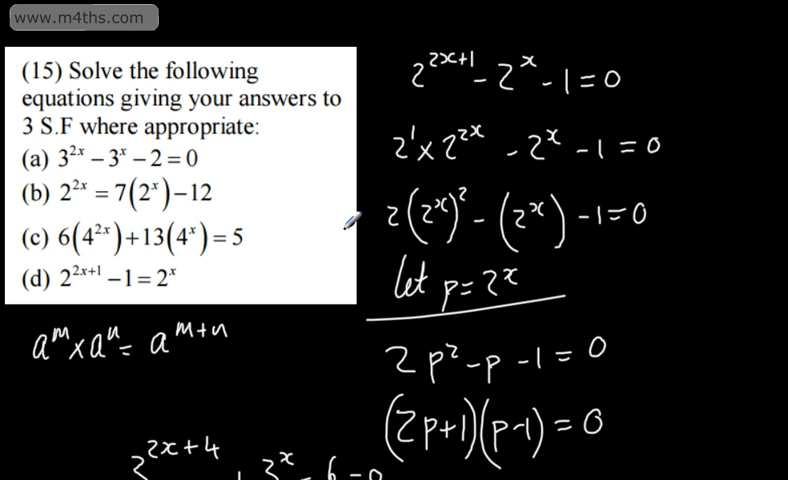 www.m4ths.com
(15) Solve the following
equations giving your answers to
3 S.F where appropriate:
(a) 3^{2x} – 3^x – 2 = 0
(b) 2^{2x} = 7(2^x) – 12
(c) 6(4^{2x}) + 13(4^x) = 5
(d) 2^{2x+1} – 1 = 2^x
a^m × a^n = a^{m+n}
2^{2x+1} - 2^x - 1 = 0
2^1 × 2^{2x} - 2^x - 1 = 0
2(2^x)^2 - (2^x) - 1 = 0
let p = 2^x
2p^2 - p - 1 = 0
(2p+1)(p-1) = 0